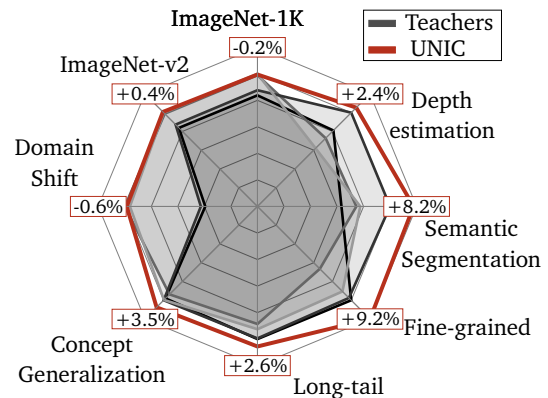 ImageNet-1K
-0.2%
Teachers
UNIC
ImageNet-v2
+0.4%
+2.4%
Depth
estimation
Domain
Shift
-0.6%
+8.2%
Semantic
Segmentation
+3.5%
+9.2%
Fine-grained
Concept
Generalization
+2.6%
Long-tail